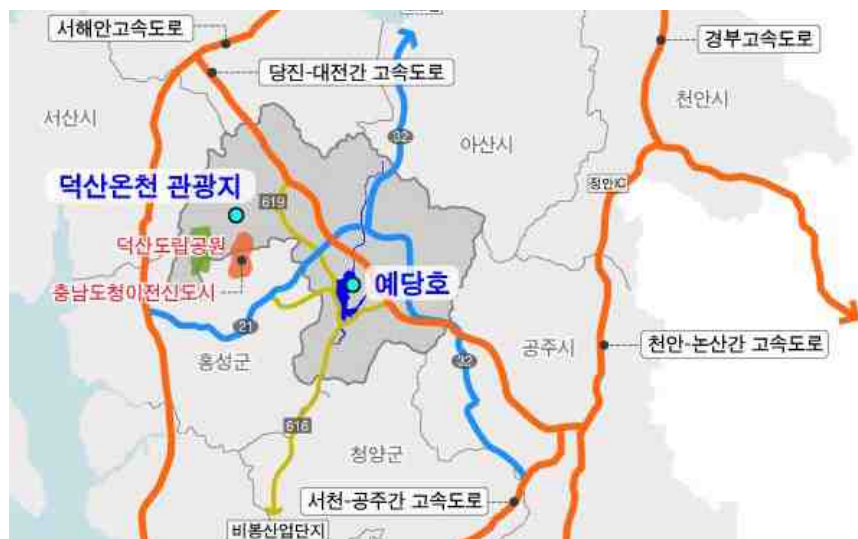 서해안고속도로
경부고속도로
당진-대전간 고속도로
천안시
서산시
32
아산시
정안IC
덕산온천 관광지
619
덕산도립공원
예당호
충남도청이전신도시
21
홍성군
32
공주시
천안-논산간 고속도로
616
청양군
서천-공주간 고속도로
비봉산업단지